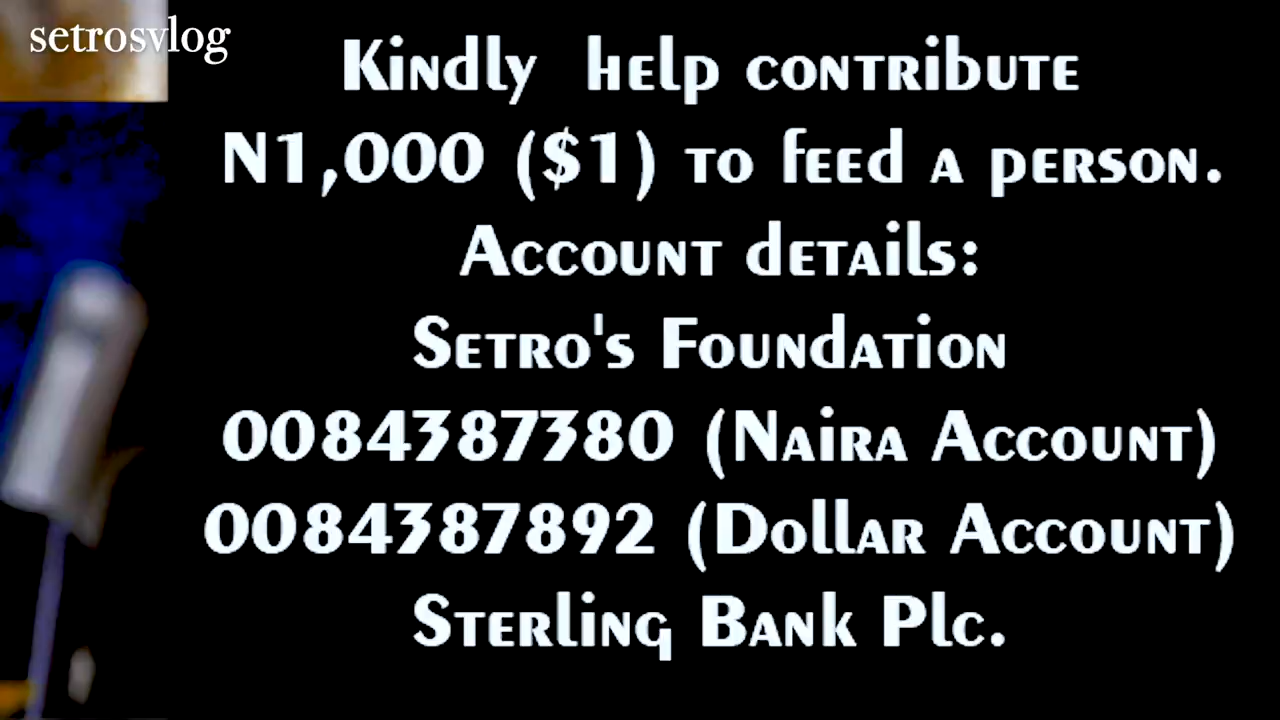 setrosvlog
Kindly help contribute
N1,000 ($1) to feed a person.
Account details:
Setro's Foundation
0084387380 (Naira Account)
0084387892 (Dollar Account)
Sterling Bank Plc.